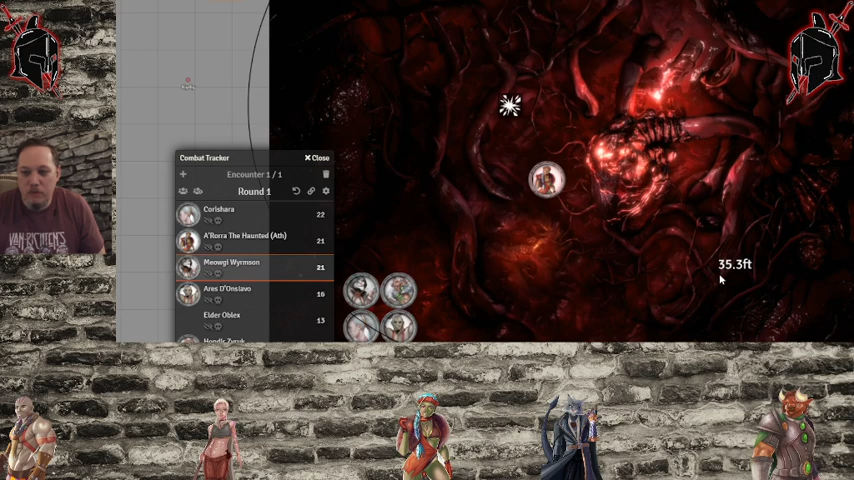 Combat Tracker
Close
Encounter 1 / 1
Round 1
Corishara
22
A'Rorra The Haunted (Ath)
21
Meowgi Wyrmson
21
Ares D'Onslavo
16
Elder Oblex
13
35.3ft
VAN RICHTEN'S